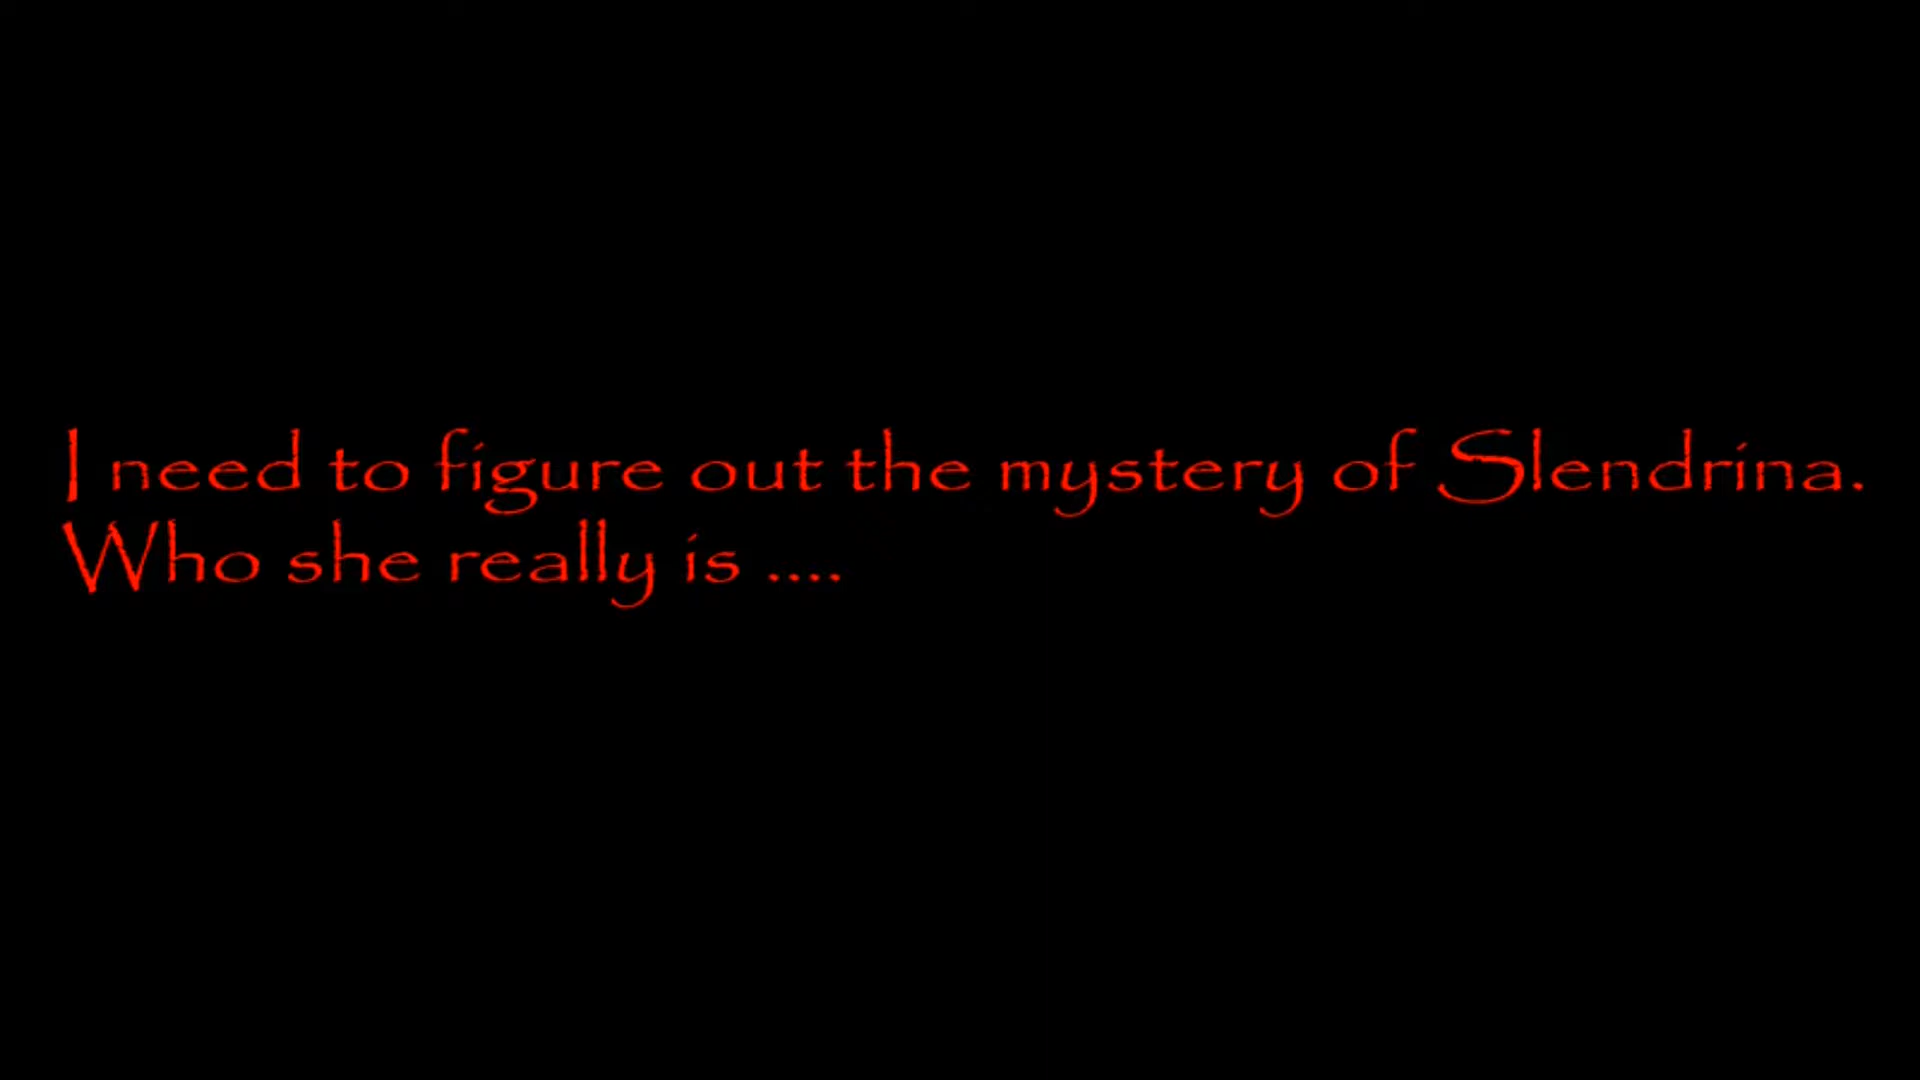 I need to figure out the mystery of Slendrina.
Who she really is ....